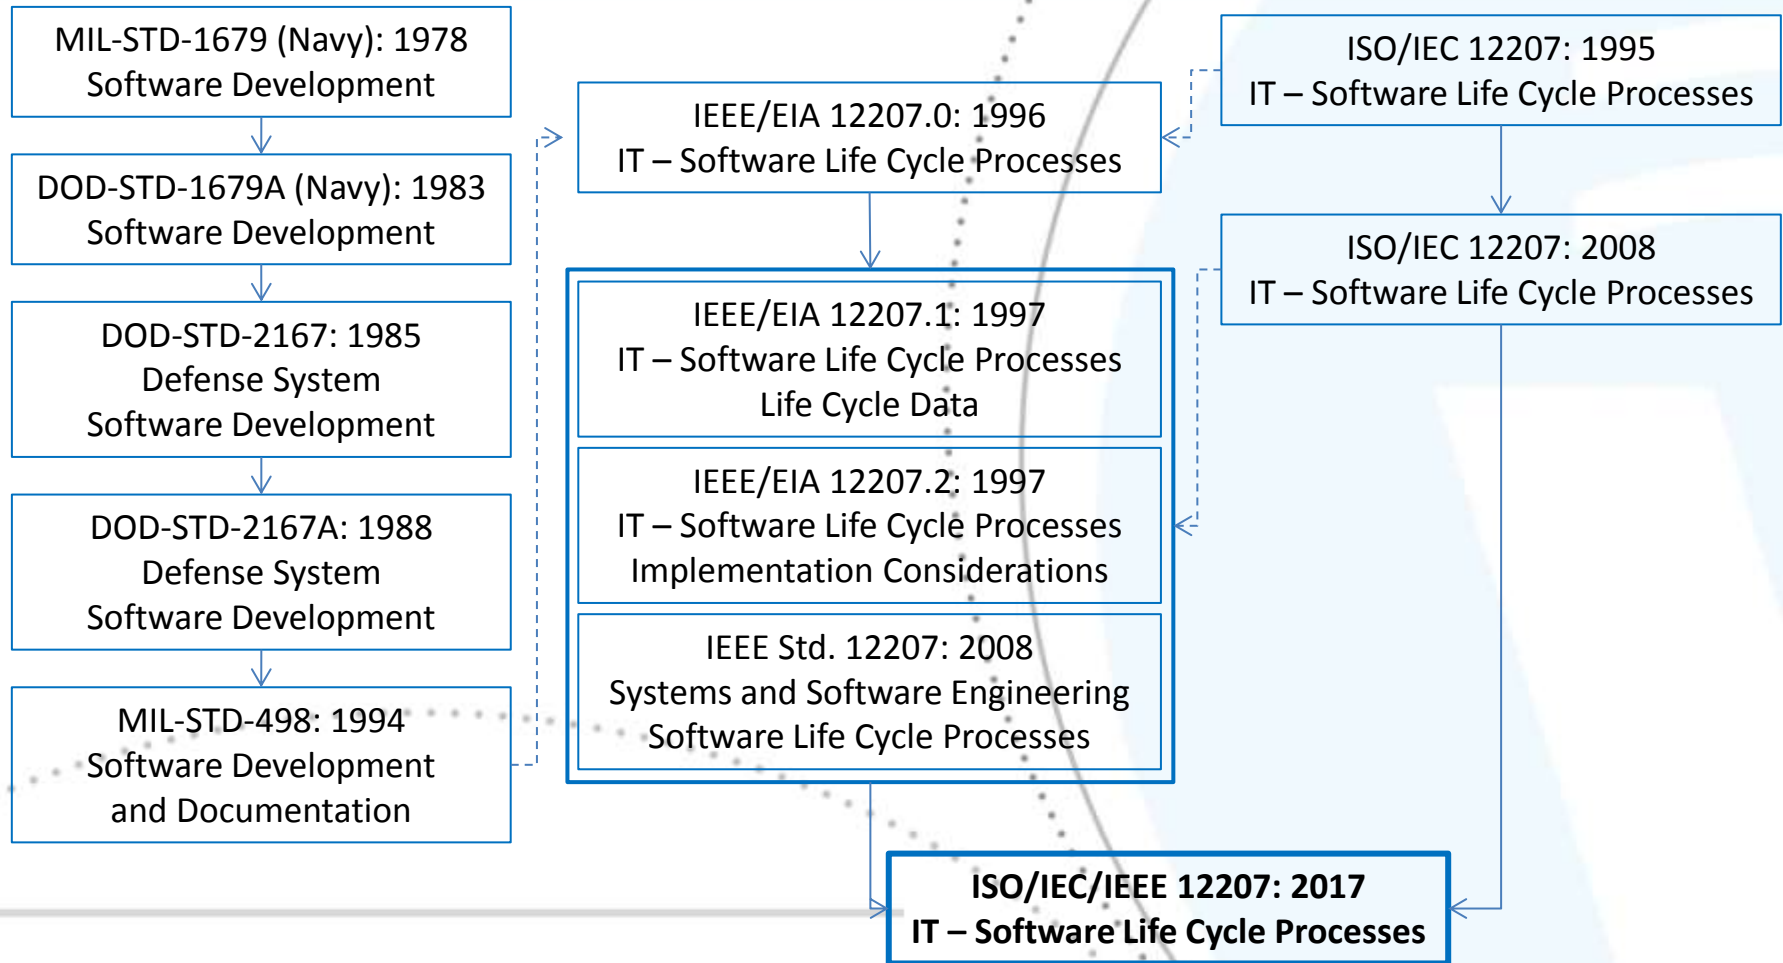 MIL-STD-1679 (Navy): 1978
Software Development
DOD-STD-1679A (Navy): 1983
Software Development
DOD-STD-2167: 1985
Defense System
Software Development
DOD-STD-2167A: 1988
Defense System
Software Development
MIL-STD-498: 1994
Software Development
and Documentation
IEEE/EIA 12207.0: 1996
IT – Software Life Cycle Processes
IEEE/EIA 12207.1: 1997
IT – Software Life Cycle Processes
Life Cycle Data
IEEE/EIA 12207.2: 1997
IT – Software Life Cycle Processes
Implementation Considerations
IEEE Std. 12207: 2008
Systems and Software Engineering
Software Life Cycle Processes
ISO/IEC 12207: 1995
IT – Software Life Cycle Processes
ISO/IEC 12207: 2008
IT – Software Life Cycle Processes
ISO/IEC/IEEE 12207: 2017
IT – Software Life Cycle Processes